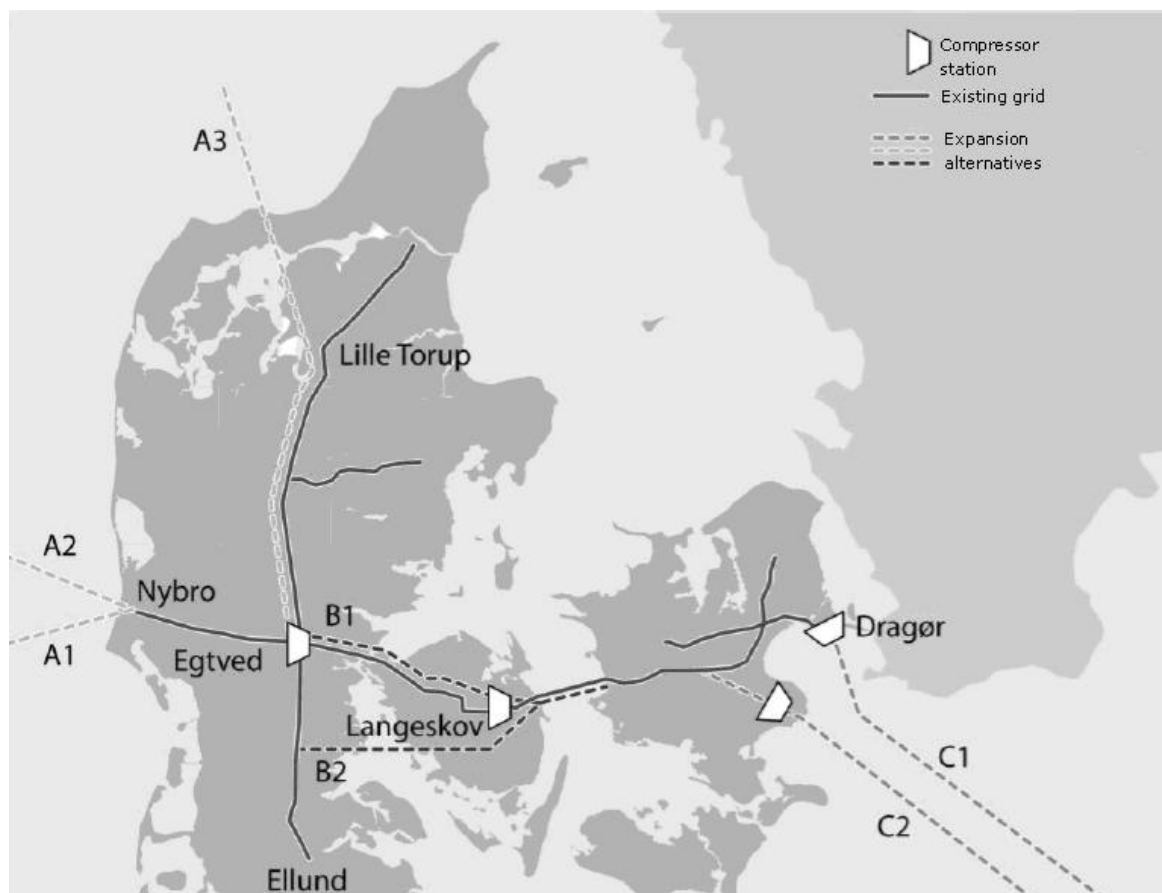 Compressor
station
Existing grid
Expansion
alternatives
A3
Lille Torup
A2
Nybro
A1
B1
Egtved
Dragør
Langeskov
B2
C1
C2
Ellund